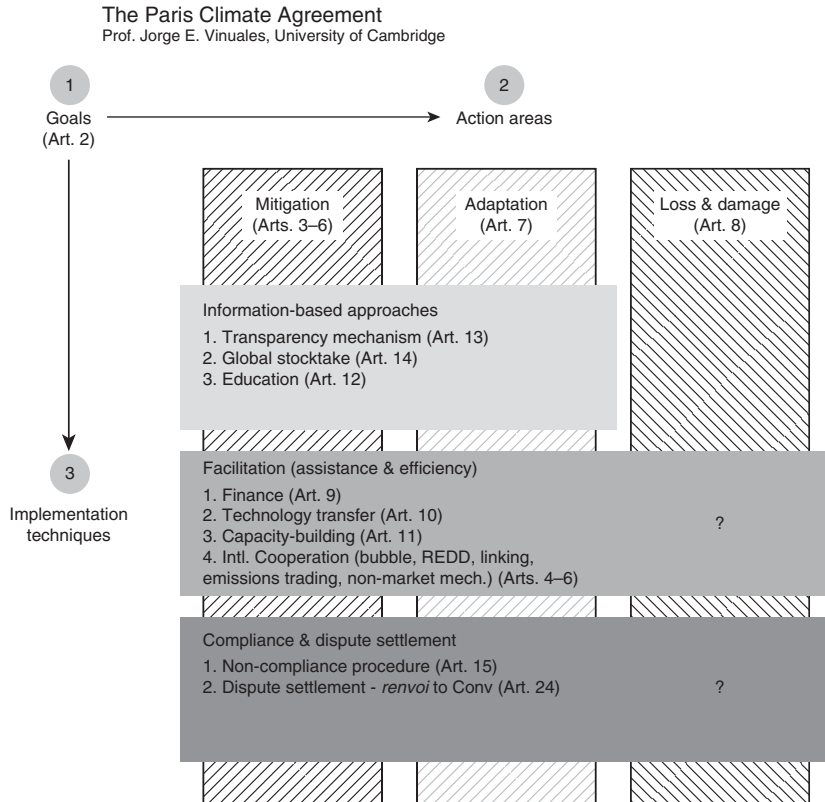 The Paris Climate Agreement
Prof. Jorge E. Vinuales, University of Cambridge
1
Goals
(Art. 2)
2
Action areas
Mitigation
(Arts. 3–6)
Adaptation
(Art. 7)
Loss & damage
(Art. 8)
Information-based approaches
1. Transparency mechanism (Art. 13)
2. Global stocktake (Art. 14)
3. Education (Art. 12)
3
Implementation
techniques
Facilitation (assistance & efficiency)
1. Finance (Art. 9)
2. Technology transfer (Art. 10)
3. Capacity-building (Art. 11)
4. Intl. Cooperation (bubble, REDD, linking,
emissions trading, non-market mech.) (Arts. 4–6)
?
Compliance & dispute settlement
1. Non-compliance procedure (Art. 15)
2. Dispute settlement - renvoi to Conv (Art. 24)
?